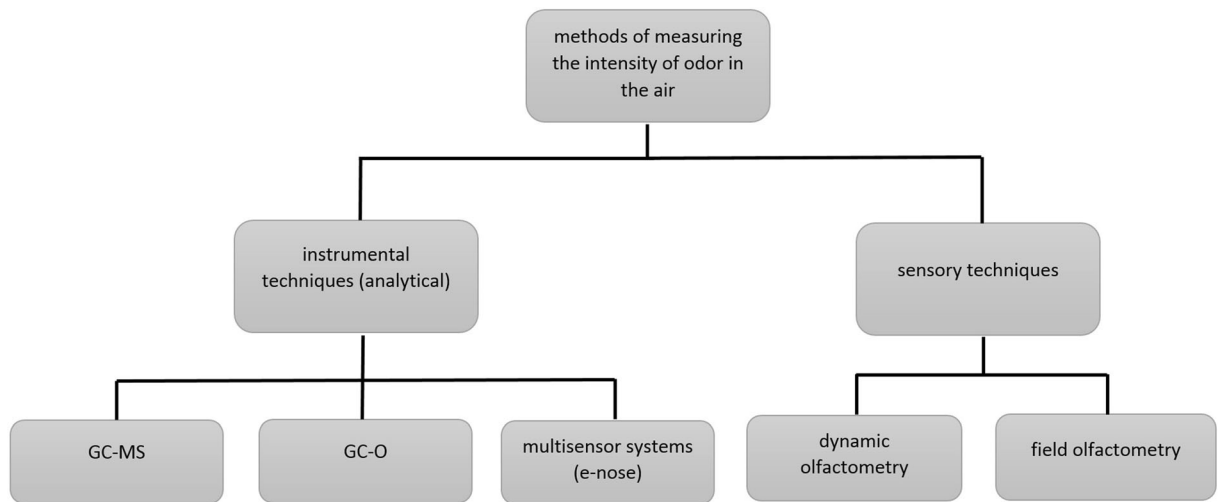 methods of measuring
the intensity of odor in
the air
instrumental
techniques (analytical)
sensory techniques
GC-MS
GC-O
multisensor systems
(e-nose)
dynamic
olfactometry
field olfactometry